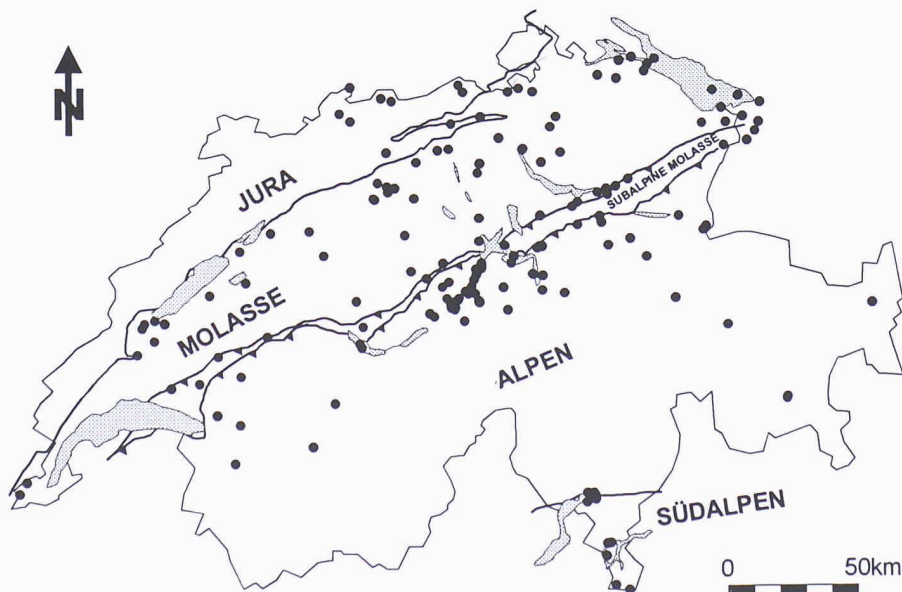 N
JURA
SUBALPINE MOLASSE
MOLASSE
ALPEN
SÜDALPEN
0 50km